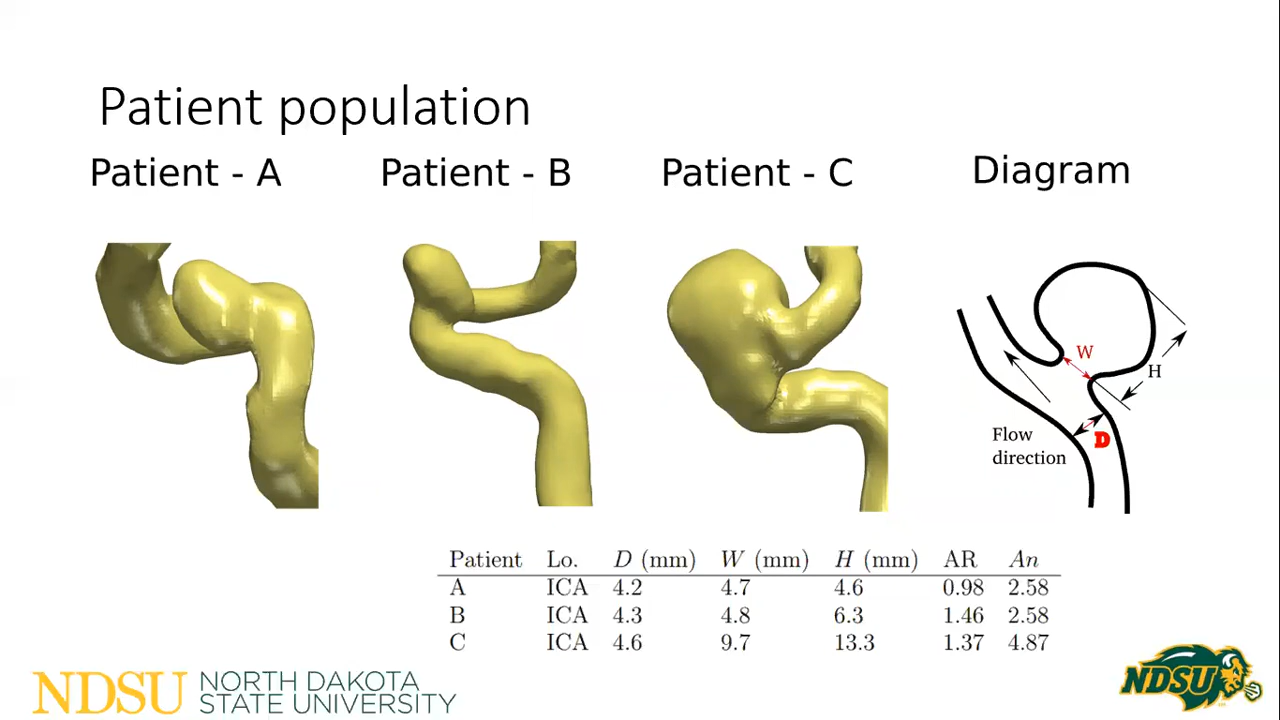 Patient population
Patient - A Patient - B Patient - C Diagram
W
H
D
Flow
direction
Patient Lo. D (mm) W (mm) H (mm) AR An
A ICA 4.2 4.7 4.6 0.98 2.58
B ICA 4.3 4.8 6.3 1.46 2.58
C ICA 4.6 9.7 13.3 1.37 4.87
NDSU NORTH DAKOTA
STATE UNIVERSITY
NDSU